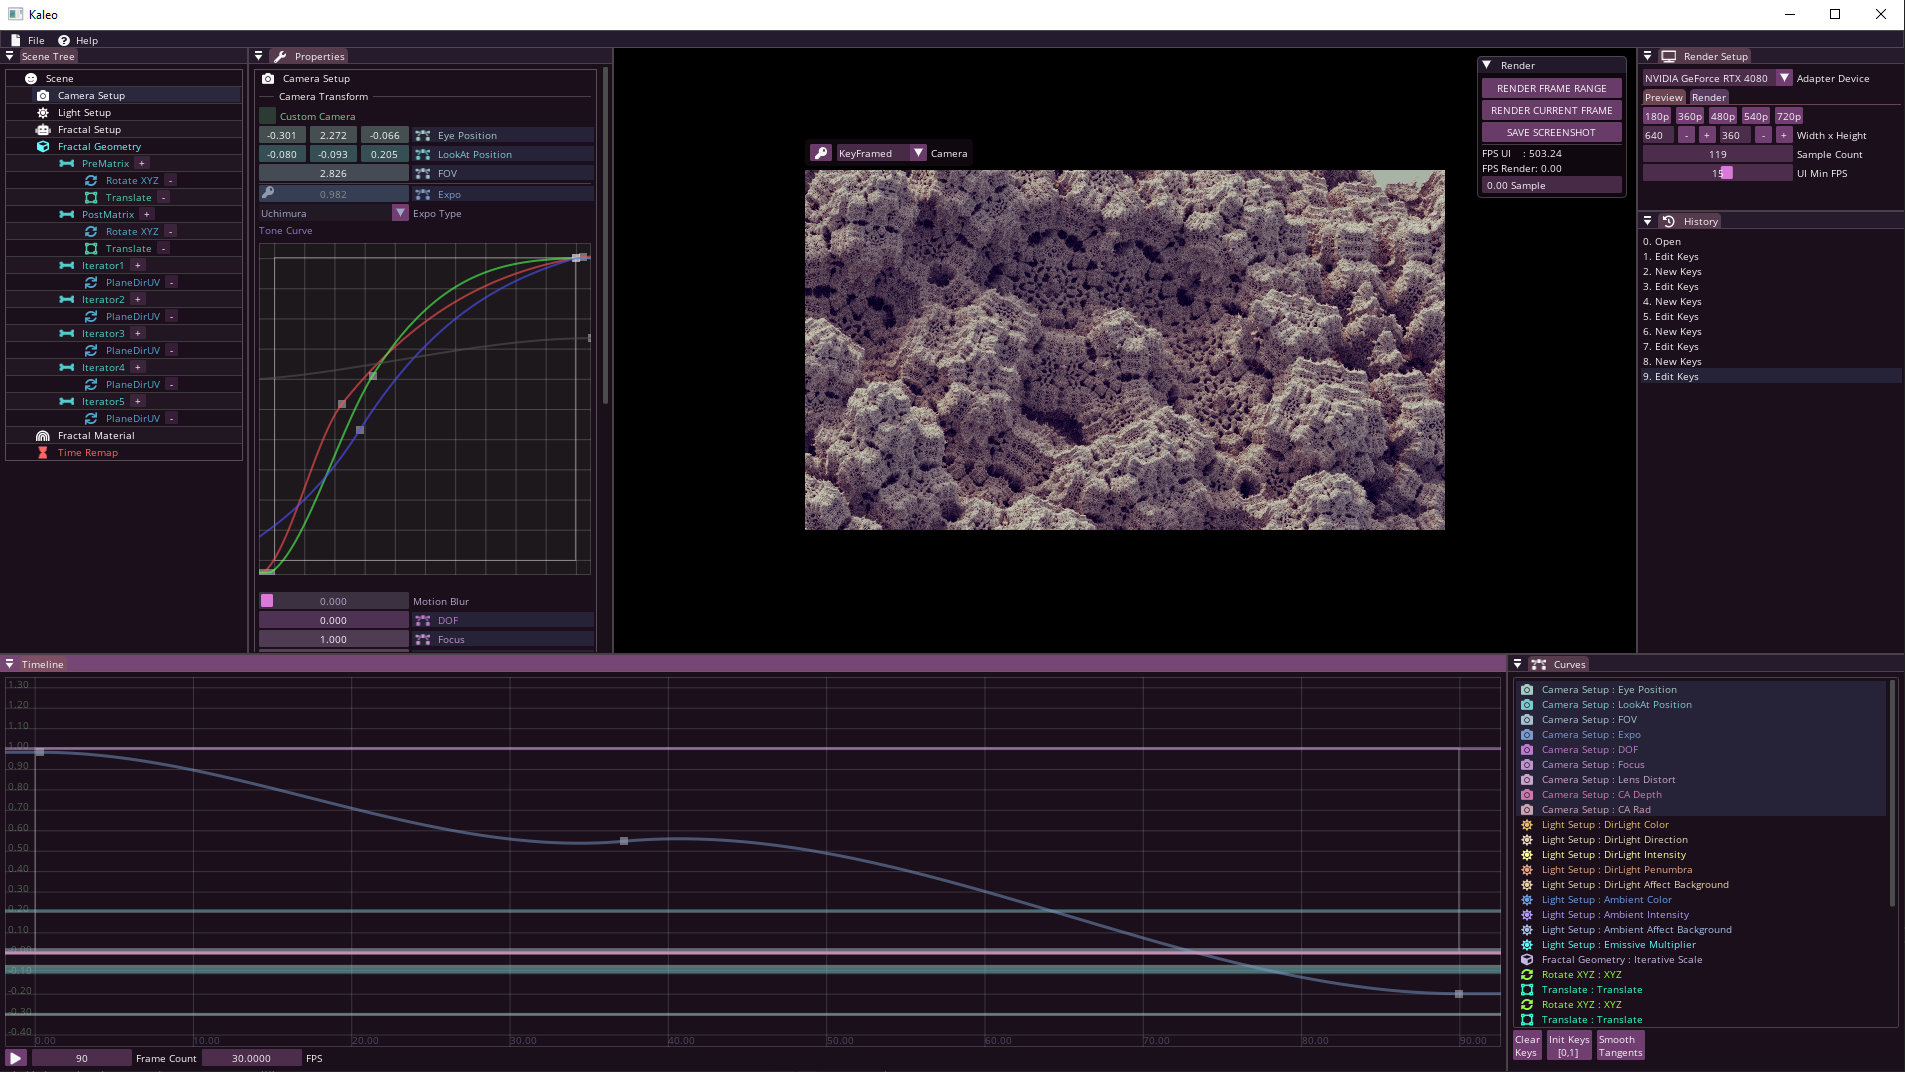 Kaleo
File
Help
Scene Tree
Scene
Camera Setup
Light Setup
Fractal Setup
Fractal Geometry
PreMatrix +
Rotate XYZ -
Translate -
PostMatrix +
Rotate XYZ -
Translate -
Iterator1 +
PlaneDirUV -
Iterator2 +
PlaneDirUV -
Iterator3 +
PlaneDirUV -
Iterator4 +
PlaneDirUV -
Iterator5 +
PlaneDirUV -
Fractal Material
Time Remap
Properties
Camera Setup
Camera Transform
Custom Camera
-0.301 2.272 -0.066 Eye Position
-0.080 -0.093 0.205 LookAt Position
2.826 FOV
0.982 Expo
Uchimura Expo Type
Tone Curve
0.000 Motion Blur
0.000 DOF
1.000 Focus
KeyFramed Camera
Render
RENDER FRAME RANGE
RENDER CURRENT FRAME
SAVE SCREENSHOT
FPS UI : 503.24
FPS Render: 0.00
0.00 Sample
Render Setup
NVIDIA GeForce RTX 4080 Adapter Device
Preview Render
180p 360p 480p 540p 720p
640 - + 360 - + Width x Height
119 Sample Count
15 UI Min FPS
History
0. Open
1. Edit Keys
2. New Keys
3. Edit Keys
4. New Keys
5. Edit Keys
6. New Keys
7. Edit Keys
8. New Keys
9. Edit Keys
Timeline
1.30
1.20
1.10
1.00
0.90
0.80
0.70
0.60
0.50
0.40
0.30
0.20
0.10
-0.00
-0.10
-0.20
-0.30
-0.40
0.00 10.00 20.00 30.00 40.00 50.00 60.00 70.00 80.00 90.00
90 Frame Count 30.0000 FPS
Curves
Camera Setup : Eye Position
Camera Setup : LookAt Position
Camera Setup : FOV
Camera Setup : Expo
Camera Setup : DOF
Camera Setup : Focus
Camera Setup : Lens Distort
Camera Setup : CA Depth
Camera Setup : CA Rad
Light Setup : DirLight Color
Light Setup : DirLight Direction
Light Setup : DirLight Intensity
Light Setup : DirLight Penumbra
Light Setup : DirLight Affect Background
Light Setup : Ambient Color
Light Setup : Ambient Intensity
Light Setup : Ambient Affect Background
Light Setup : Emissive Multiplier
Fractal Geometry : Iterative Scale
Rotate XYZ : XYZ
Translate : Translate
Rotate XYZ : XYZ
Translate : Translate
Clear Keys
Init Keys [0,1]
Smooth Tangents